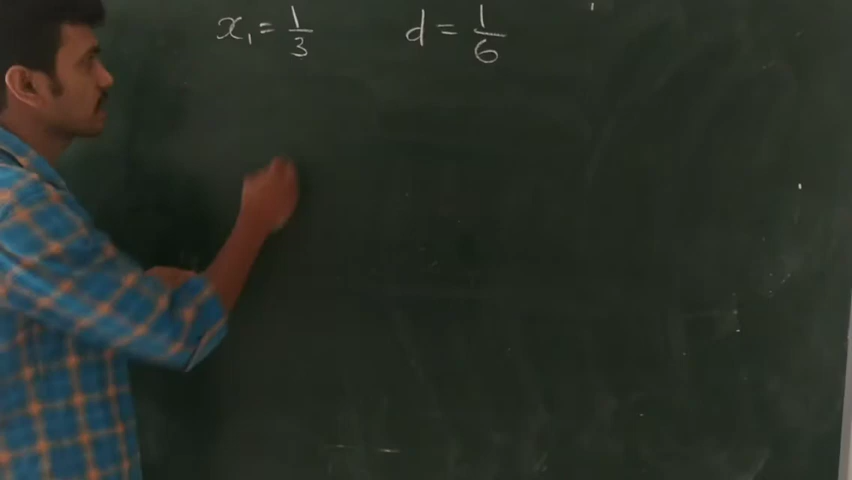 x₁ = 1/3 d = 1/6